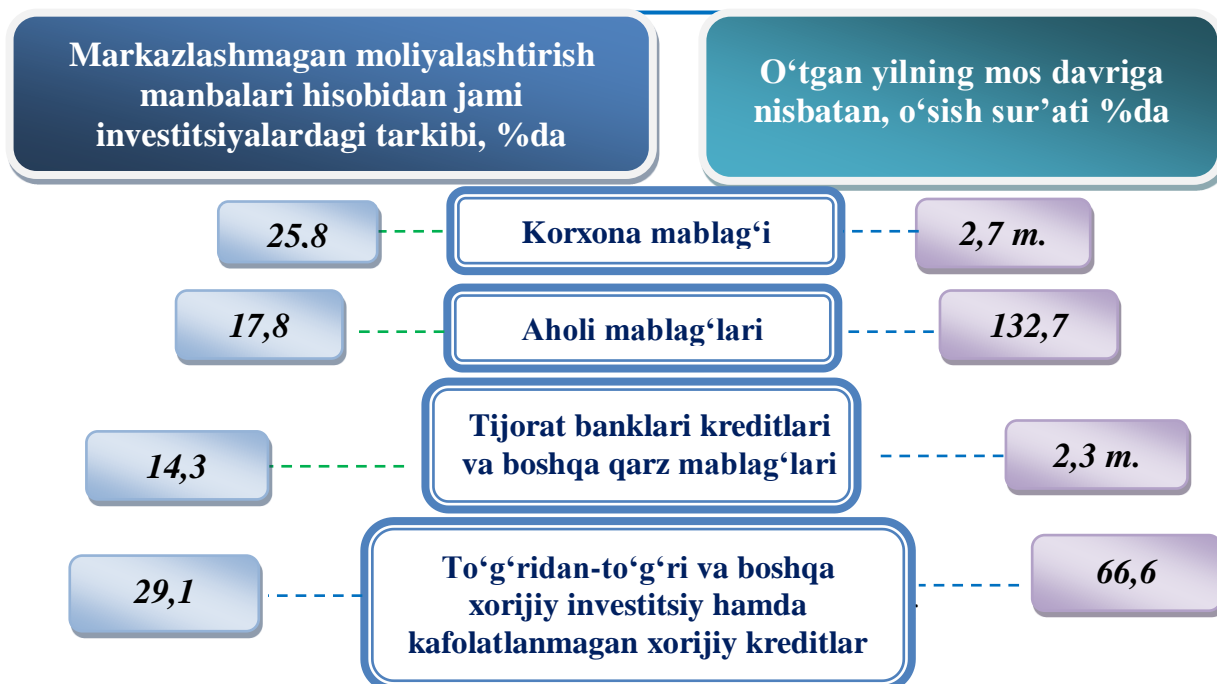 Markazlashmagan moliyalashtirish
manbalari hisobidan jami
investitsiyalardagi tarkibi, %da
O‘tgan yilning mos davriga
nisbatan, o‘sish sur’ati %da
25.8
Korxona mablag‘i
2,7 m.
17,8
Aholi mablag‘lari
132,7
14,3
Tijorat banklari kreditlari
va boshqa qarz mablag‘lari
2,3 m.
29,1
To‘g‘ridan-to‘g‘ri va boshqa
xorijiy investitsiy hamda
kafolatlanmagan xorijiy kreditlar
66,6